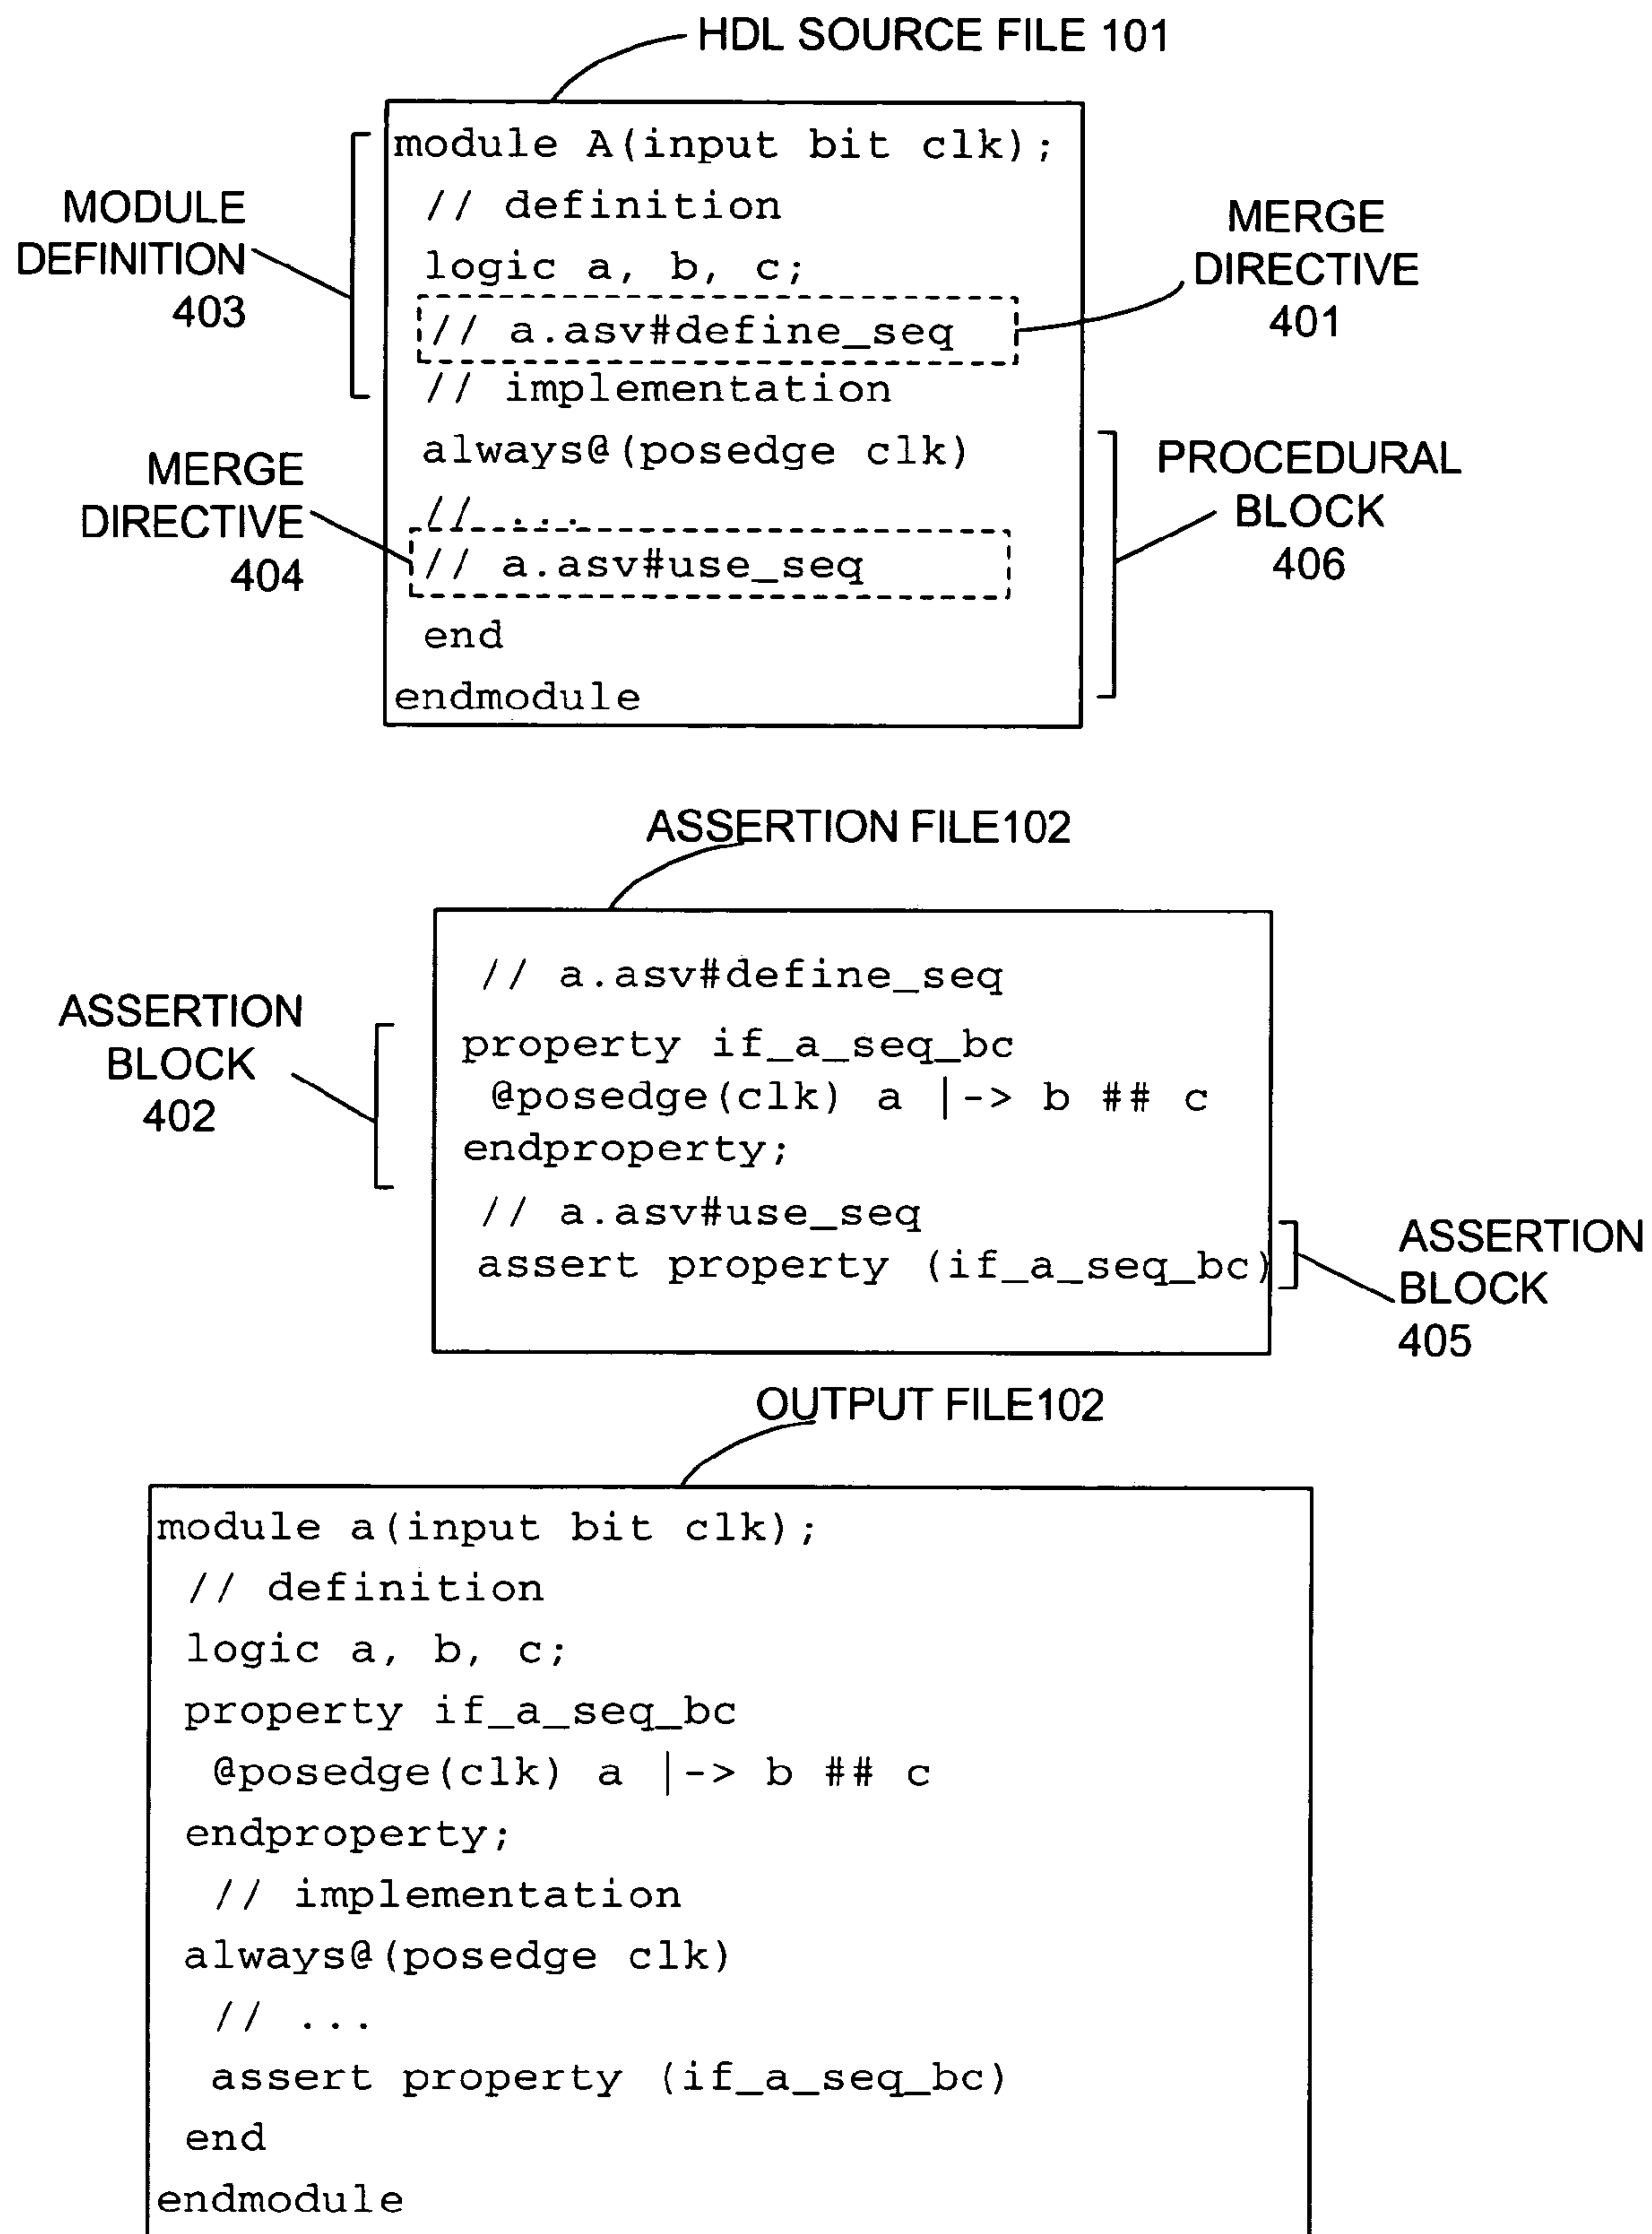 HDL SOURCE FILE 101
module A(input bit clk);
// definition
logic a, b, c;
// a.asv#define_seq
// implementation
always@(posedge clk)
// ...
// a.asv#use_seq
end
endmodule
MODULE
DEFINITION
403
MERGE
DIRECTIVE
401
MERGE
DIRECTIVE
404
PROCEDURAL
BLOCK
406
ASSERTION FILE102
// a.asv#define_seq
property if_a_seq_bc
@posedge(clk) a |-> b ## c
endproperty;
// a.asv#use_seq
assert property (if_a_seq_bc)
ASSERTION
BLOCK
402
ASSERTION
BLOCK
405
OUTPUT FILE102
module a(input bit clk);
// definition
logic a, b, c;
property if_a_seq_bc
@posedge(clk) a |-> b ## c
endproperty;
// implementation
always@(posedge clk)
// ...
assert property (if_a_seq_bc)
end
endmodule